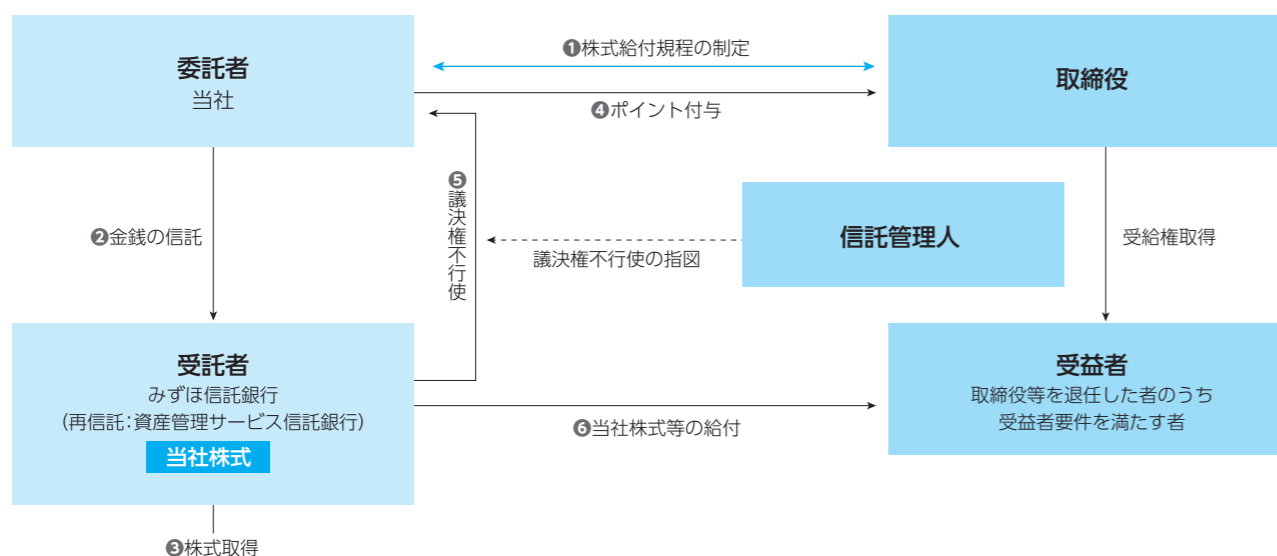 ❶株式給付規程の制定
委託者
当社
取締役
❹ポイント付与
❺議決権不行使
❷金銭の信託
信託管理人
議決権不行使の指図
受給権取得
受託者
みずほ信託銀行
(再信託：資産管理サービス信託銀行)
当社株式
受益者
取締役等を退任した者のうち
受益者要件を満たす者
❻当社株式等の給付
❸株式取得